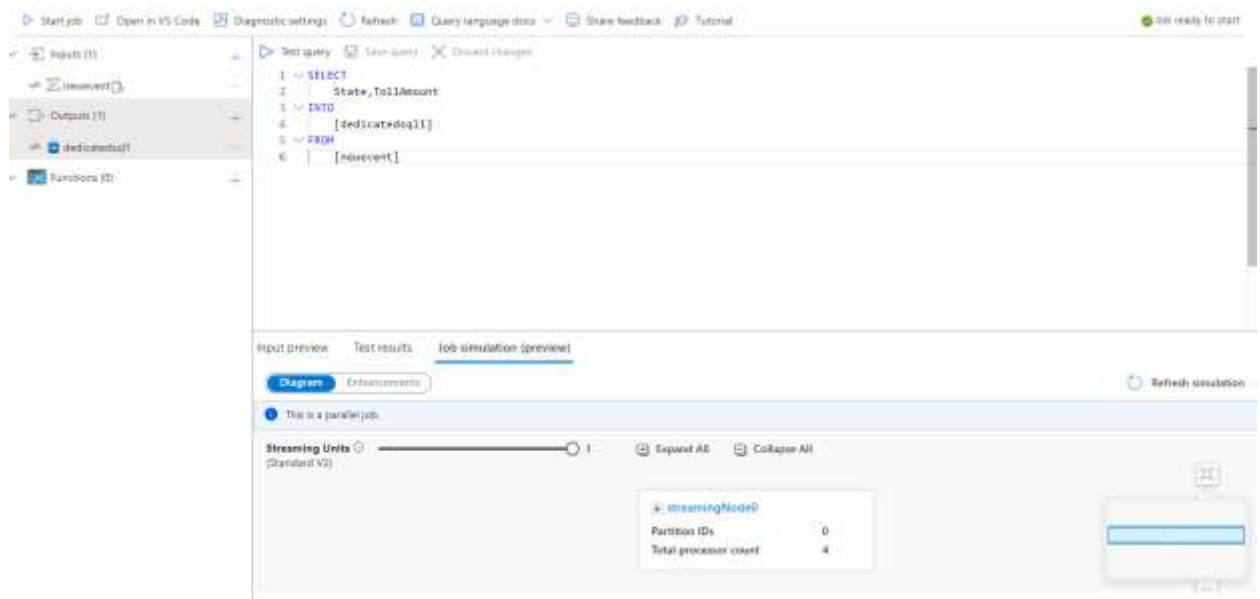 Start job Open in VS Code Diagnostic settings Refresh Query language docs Share feedback Tutorial Job ready to start
Inputs (1)
newevent
Outputs (1)
dedicatedsql1
Functions (0)
Test query Save query Discard changes
1 SELECT
2 State,TollAmount
3 INTO
4 [dedicatedsql1]
5 FROM
6 [newevent]
Input preview Test results Job simulation (preview)
Diagram Enhancements Refresh simulation
This is a parallel job.
Streaming Units 1 Expand All Collapse All
(Standard V2)
streamingNode0
Partition IDs 0
Total processor count 4